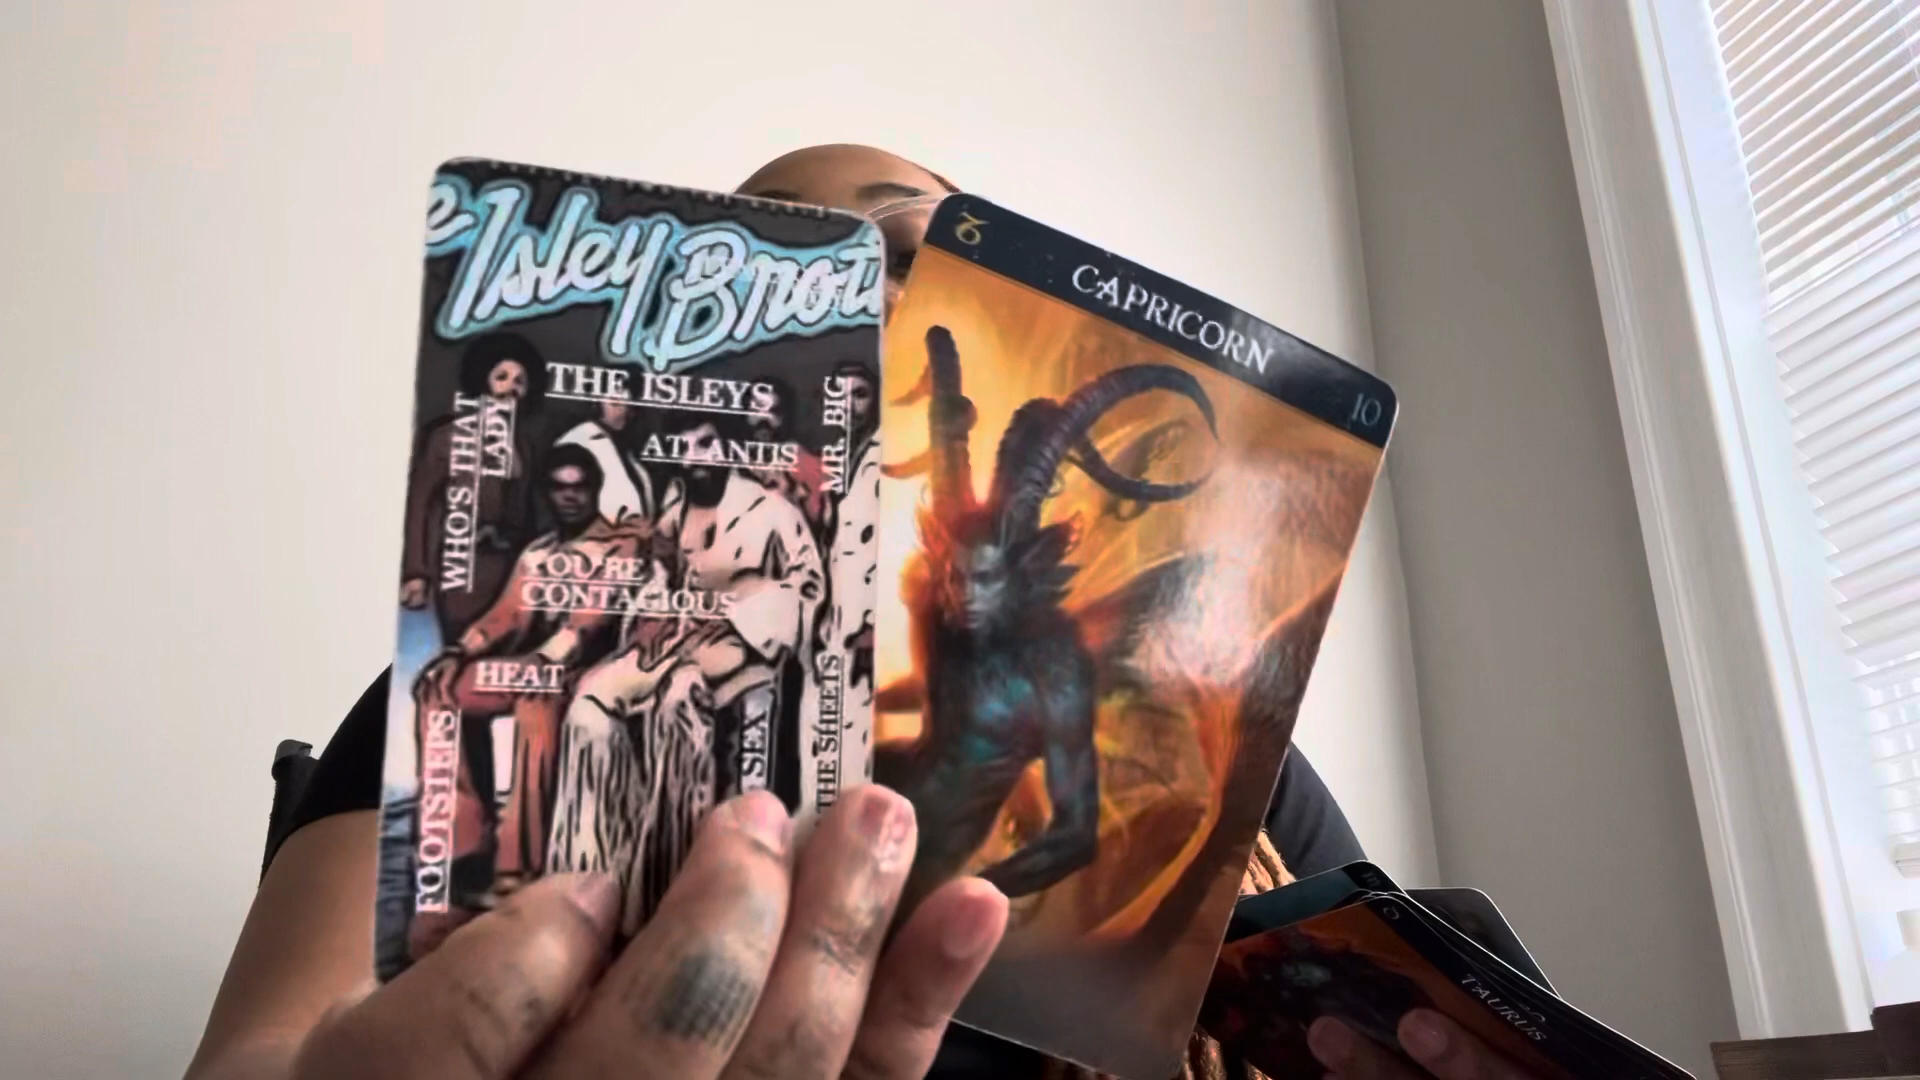 e Isley Brot
THE ISLEYS
WHO'S THAT
LADY
ATLANTIS
MR. BIG
YOU'RE
CONTAGIOUS
HEAT
FOOTSTEPS
SEX
THE SHEETS
CAPRICORN
10
TAURUS